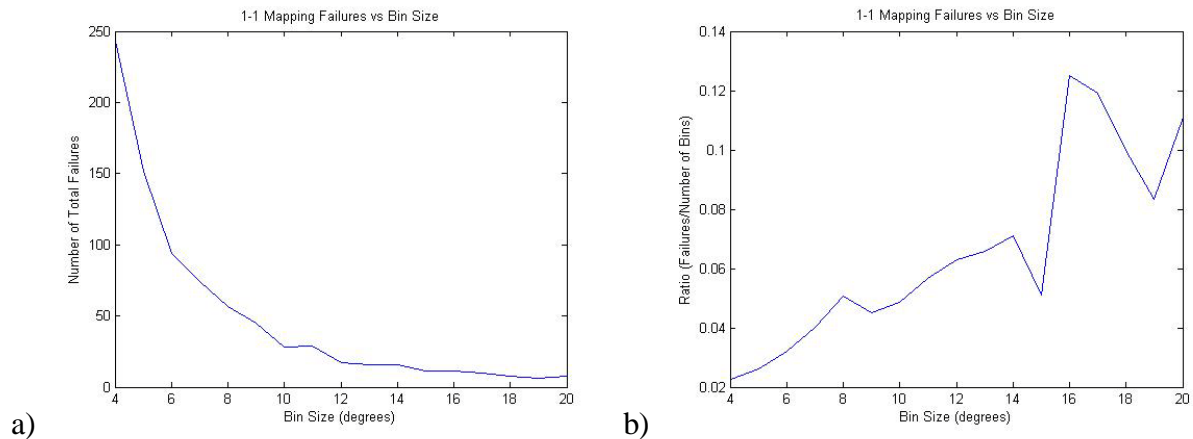 1-1 Mapping Failures vs Bin Size
250
200
150
100
50
0
4 6 8 10 12 14 16 18 20
Number of Total Failures
Bin Size (degrees)
a)
1-1 Mapping Failures vs Bin Size
0.14
0.12
0.1
0.08
0.06
0.04
0.02
4 6 8 10 12 14 16 18 20
Ratio (Failures/Number of Bins)
Bin Size (degrees)
b)